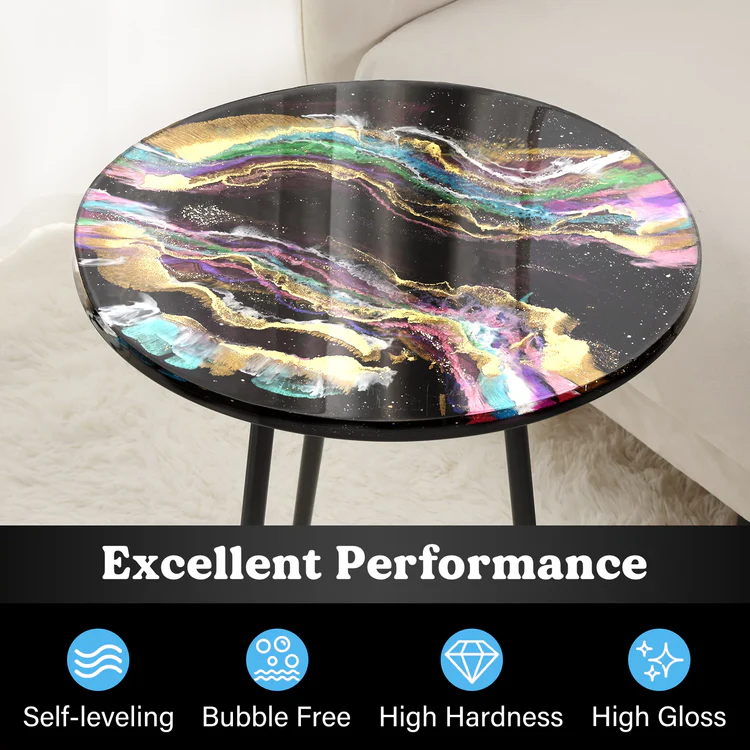 Excellent Performance
Self-leveling
Bubble Free
High Hardness
High Gloss